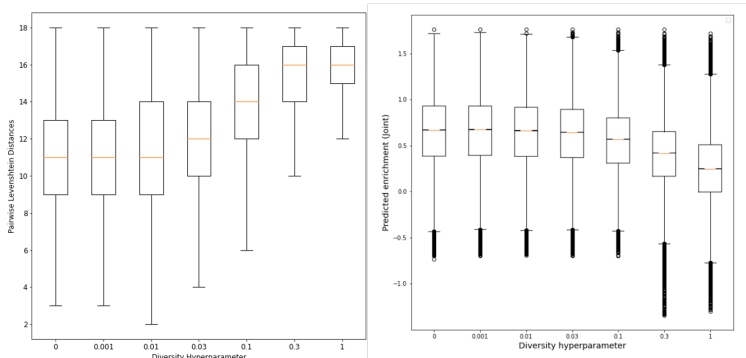 Pairwise Levenshtein Distances
18
16
14
12
10
8
6
4
2
0 0.001 0.01 0.03 0.1 0.3 1
Diversity Hyperparameter
Predicted enrichment (Joint)
1.5
1.0
0.5
0.0
−0.5
−1.0
0 0.001 0.01 0.03 0.1 0.3 1
Diversity hyperparameter